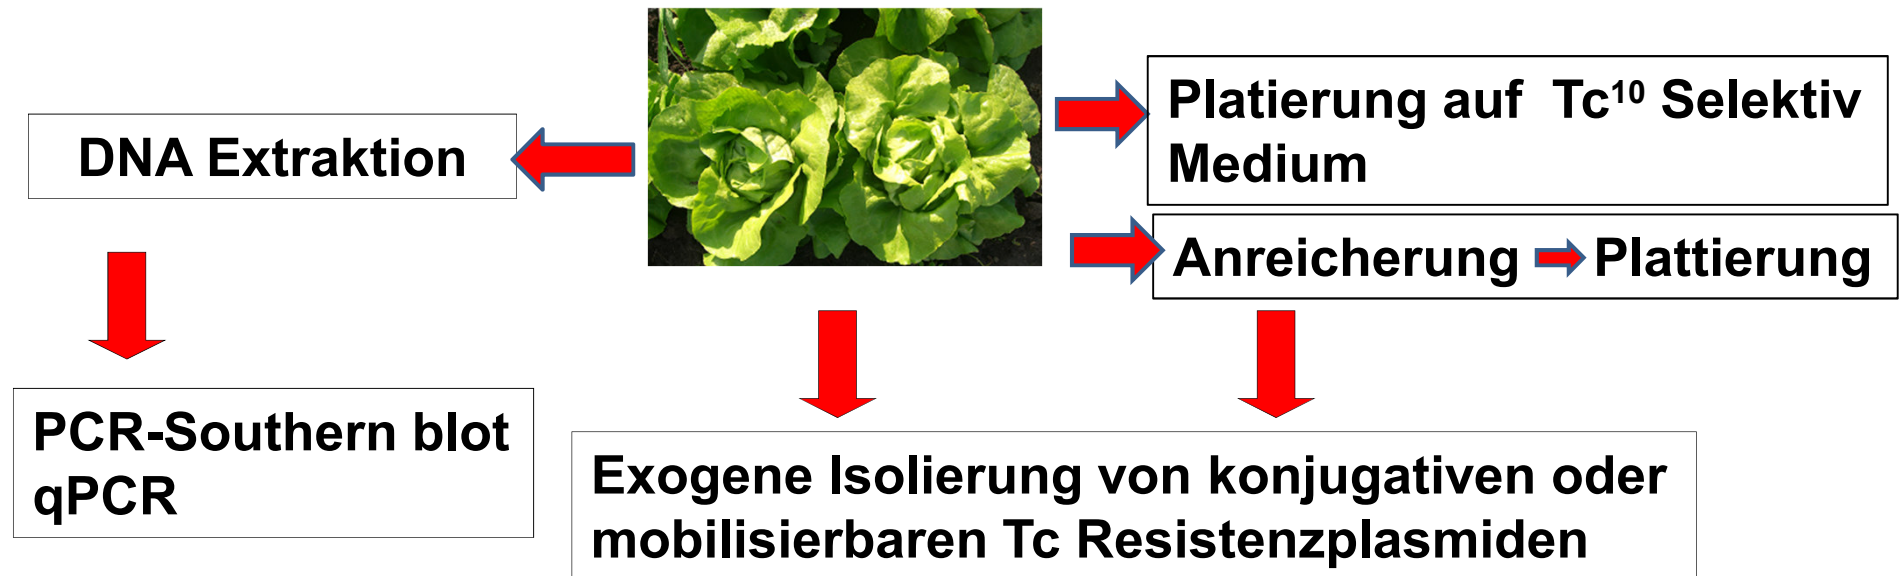 DNA Extraktion
Platierung auf Tc¹⁰ Selektiv
Medium
Anreicherung Plattierung
PCR-Southern blot
qPCR
Exogene Isolierung von konjugativen oder
mobilisierbaren Tc Resistenzplasmiden